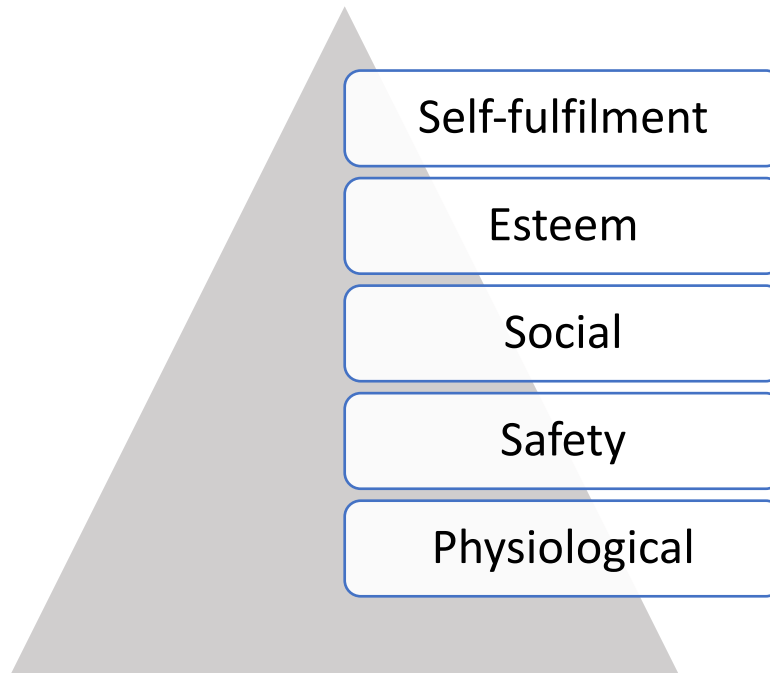 Self-fulfilment
Esteem
Social
Safety
Physiological